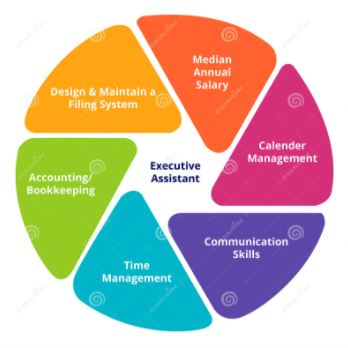 Median
Annual
Salary
Calender
Management
Communication
Skills
Time
Management
Accounting/
Bookkeeping
Design & Maintain a
Filing System
Executive
Assistant